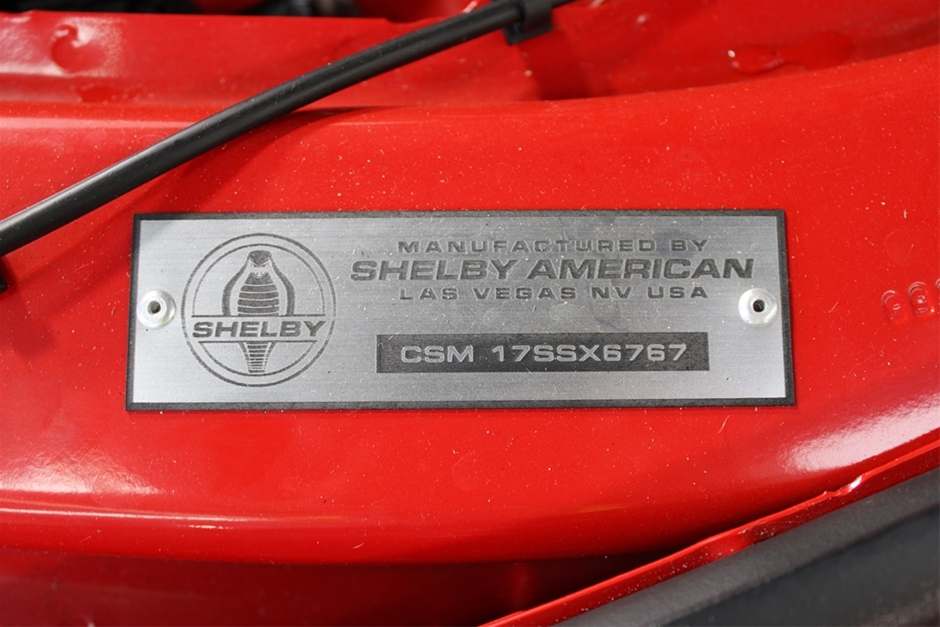 MANUFACTURED BY
SHELBY AMERICAN
LAS VEGAS NV USA
SHELBY
CSM 17SSX6767